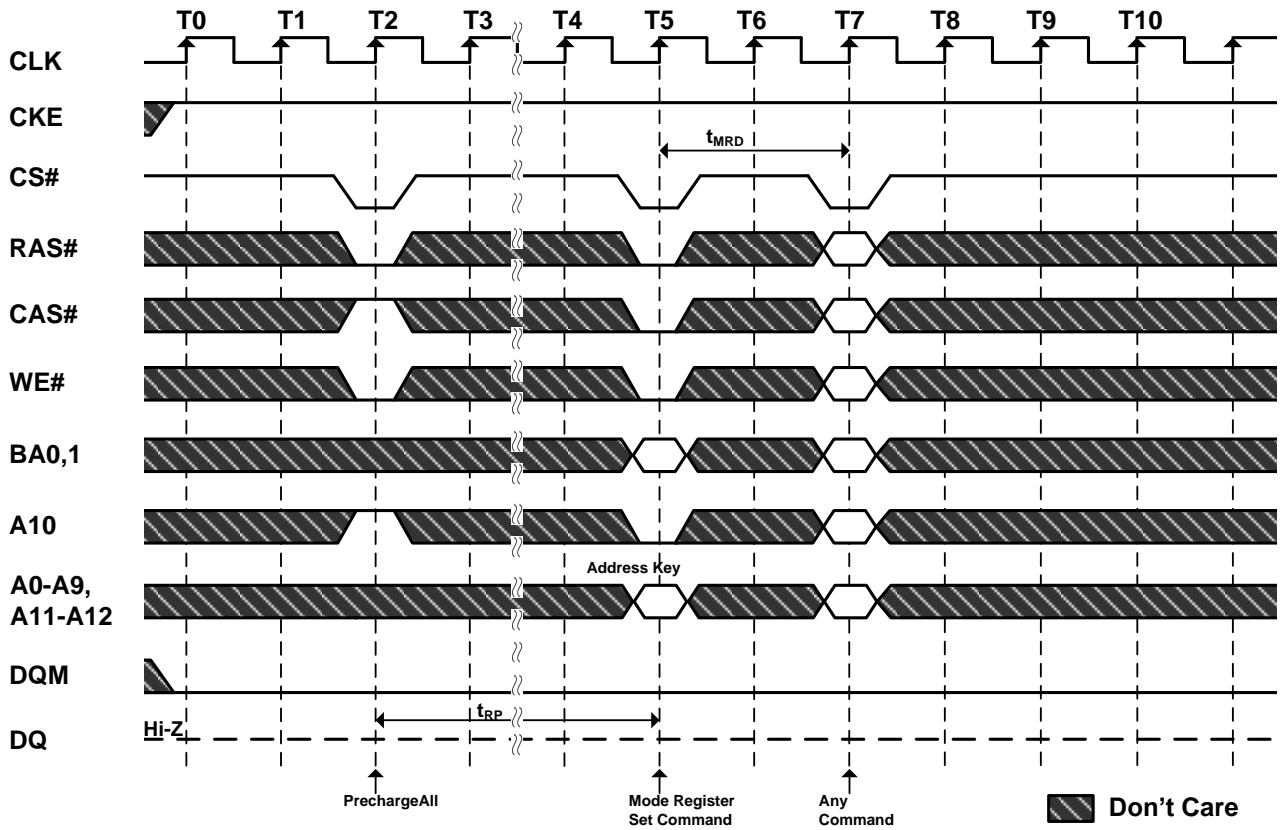 T0 T1 T2 T3 T4 T5 T6 T7 T8 T9 T10
CLK
CKE
tMRD
CS#
RAS#
CAS#
WE#
BA0,1
A10
Address Key
A0-A9,
A11-A12
DQM
tRP
Hi-Z
DQ
PrechargeAll
Mode Register
Set Command
Any
Command
Don't Care